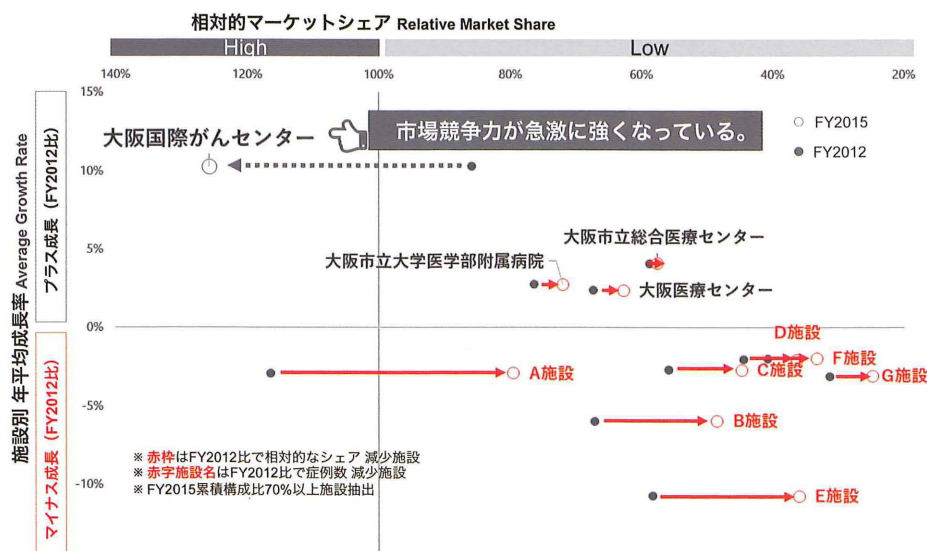 相対的マーケットシェア Relative Market Share
High
Low
140%
120%
100%
80%
60%
40%
20%
15%
10%
5%
0%
-5%
-10%
施設別 年平均成長率 Average Growth Rate
プラス成長（FY2012比）
マイナス成長（FY2012比）
市場競争力が急激に強くなっている。
FY2015
FY2012
大阪国際がんセンター
大阪市立総合医療センター
大阪市立大学医学部附属病院
大阪医療センター
D施設
F施設
A施設
C施設
G施設
B施設
E施設
※ 赤枠はFY2012比で相対的なシェア 減少施設
※ 赤字施設名はFY2012比で症例数 減少施設
※ FY2015累積構成比70%以上施設抽出